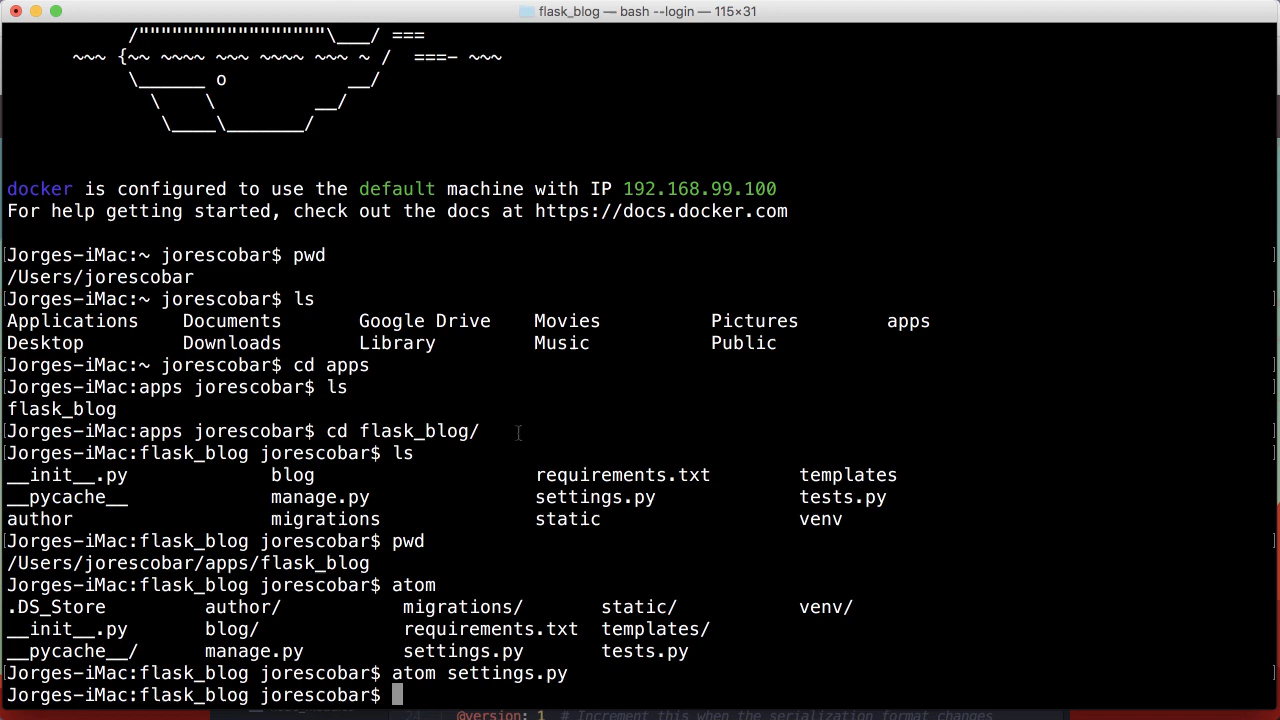 flask_blog — bash --login — 115×31
/"""""""""""""""""\___/ ===
~~~ {~~ ~~~~ ~~~ ~~~~ ~~~ ~ /  ===- ~~~
\______ o           __/
\    \         __/
\____\_______/
docker is configured to use the default machine with IP 192.168.99.100
For help getting started, check out the docs at https://docs.docker.com
[Jorges-iMac:~ jorescobar$ pwd ]
/Users/jorescobar
[Jorges-iMac:~ jorescobar$ ls ]
Applications    Documents       Google Drive    Movies          Pictures        apps
Desktop         Downloads       Library         Music           Public
[Jorges-iMac:~ jorescobar$ cd apps ]
[Jorges-iMac:apps jorescobar$ ls ]
flask_blog
[Jorges-iMac:apps jorescobar$ cd flask_blog/ ]
[Jorges-iMac:flask_blog jorescobar$ ls ]
__init__.py             blog                    requirements.txt        templates
__pycache__             manage.py               settings.py             tests.py
author                  migrations              static                  venv
[Jorges-iMac:flask_blog jorescobar$ pwd ]
/Users/jorescobar/apps/flask_blog
[Jorges-iMac:flask_blog jorescobar$ atom
.DS_Store         author/           migrations/       static/           venv/
__init__.py       blog/             requirements.txt  templates/
__pycache__/      manage.py         settings.py       tests.py
[Jorges-iMac:flask_blog jorescobar$ atom settings.py ]
Jorges-iMac:flask_blog jorescobar$
24 @version: 1  # Increment this when the serialization format changes